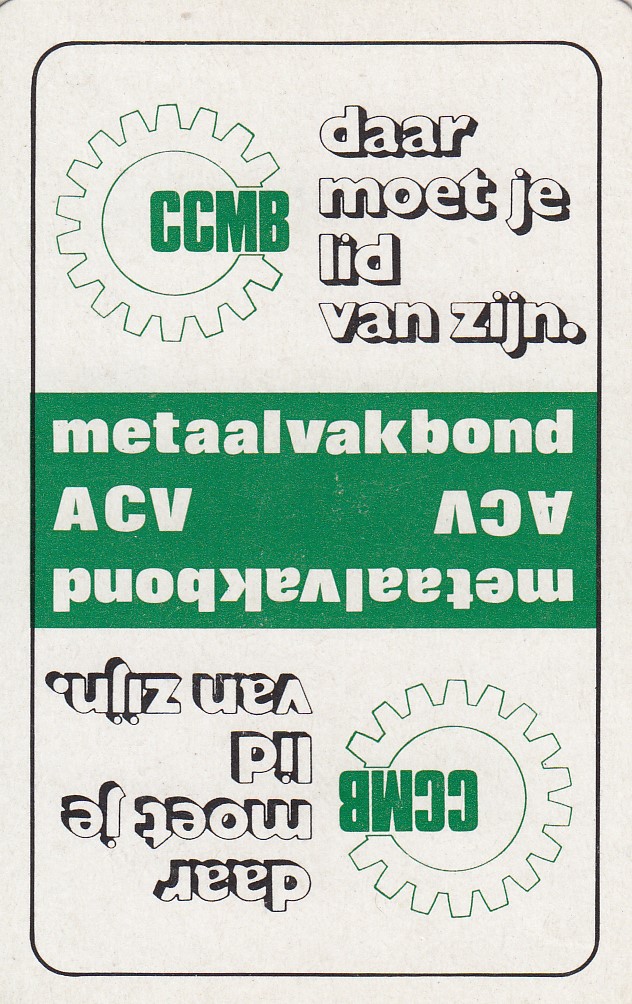 CCMB
daar
moet je
lid
van zijn.
metaalvakbond
ACV
ACV
metaalvakbond
CCMB
daar
moet je
lid
van zijn.